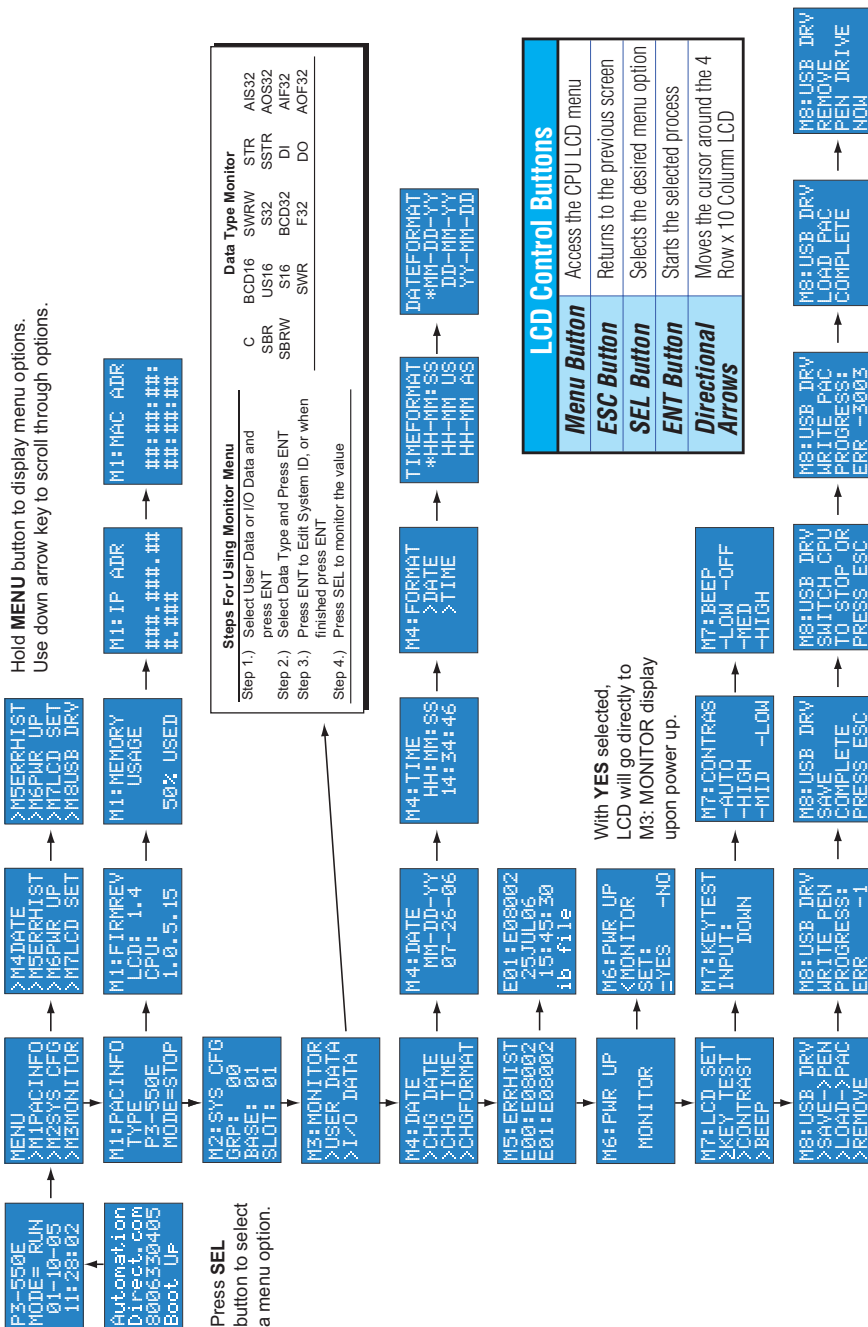 Hold MENU button to display menu options.
Use down arrow key to scroll through options.
P3-550E
MODE= RUN
01-10-05
11:28:02
MENU
>M1PACINFO
>M2SYS CFG
>M3MONITOR
>M4DATE
>M5ERRHIST
>M6PWR UP
>M7LCD SET
>M5ERRHIST
>M6PWR UP
>M7LCD SET
>M8USB DRV
Automation
Direct.com
8006330405
Boot Up
M1:PACINFO
TYPE
P3-550E
MODE=STOP
M1:FIRMREV
LCD: 1.4
CPU:
1.0.5.15
M1:MEMORY
USAGE
50% USED
M1:IP ADR
###.###.##
#.###
M1:MAC ADR
##:##:##:
##:##:##
Press SEL
button to select
a menu option.
M2:SYS CFG
GRP: 00
BASE: 01
SLOT: 01
M3:MONITOR
>USER DATA
>I/O DATA
Steps For Using Monitor Menu
Step 1.) Select User Data or I/O Data and
press ENT
Step 2.) Select Data Type and Press ENT
Step 3.) Press ENT to Edit System ID, or when
finished press ENT
Step 4.) Press SEL to monitor the value
Data Type Monitor
C BCD16 SWRW STR AIS32
SBR US16 S32 SSTR AOS32
SBRW S16 BCD32 DI AIF32
SWR F32 DO AOF32
M4:DATE
>CHG DATE
>CHG TIME
>CHGFORMAT
M4:DATE
MM-DD-YY
07-26-06
M4:TIME
HH:MM:SS
14:34:46
M4:FORMAT
>DATE
>TIME
TIMEFORMAT
*HH-MM:SS
HH-MM US
HH-MM AS
DATEFORMAT
*MM-DD-YY
DD-MM-YY
YY-MM-DD
M5:ERRHIST
E00:E08002
E01:E08002
E01:E08002
25JUL06
15:45:30
ib file
M6:PWR UP
MONITOR
M6:PWR UP
<MONITOR
SET:
-YES -NO
With YES selected,
LCD will go directly to
M3: MONITOR display
upon power up.
M7:LCD SET
>KEY TEST
>CONTRAST
>BEEP
M7:KEYTEST
INPUT:
DOWN
M7:CONTRAS
-AUTO
-HIGH
-MID -LOW
M7:BEEP
-LOW -OFF
-MED
-HIGH
LCD Control Buttons
Menu Button Access the CPU LCD menu
ESC Button Returns to the previous screen
SEL Button Selects the desired menu option
ENT Button Starts the selected process
Directional Moves the cursor around the 4
Arrows Row x 10 Column LCD
M8:USB DRV
>SAVE->PEN
>LOAD->PAC
>REMOVE
M8:USB DRV
WRITE PEN
PROGRESS:
ERR -1
M8:USB DRV
SAVE
COMPLETE
PRESS ESC
M8:USB DRV
SWITCH CPU
TO STOP OR
PRESS ESC
M8:USB DRV
WRITE PAC
PROGRESS:
ERR -3003
M8:USB DRV
LOAD PAC
COMPLETE
M8:USB DRV
REMOVE
PEN DRIVE
NOW